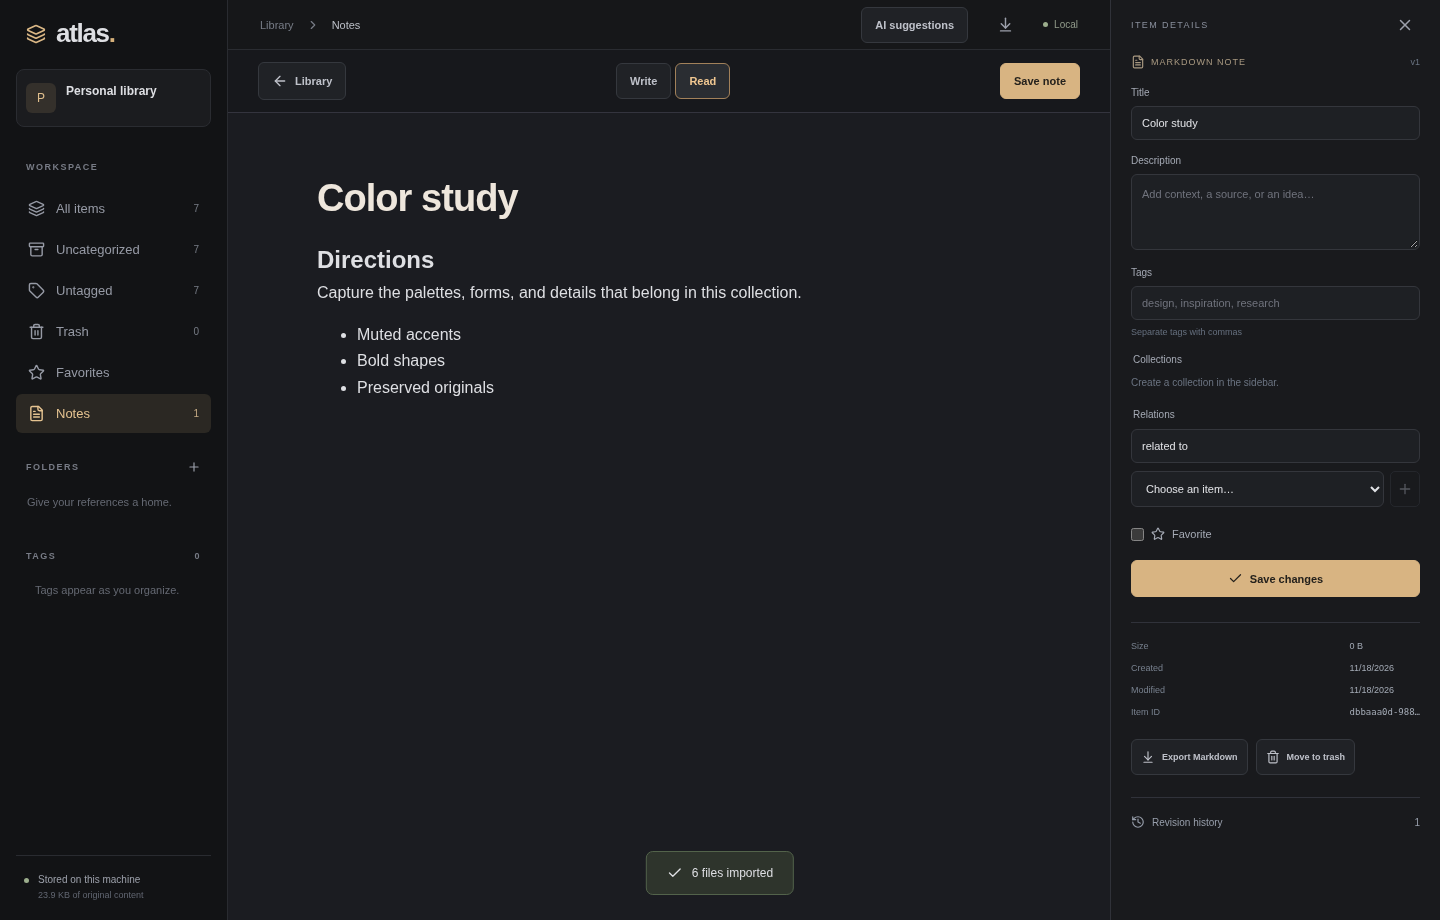 atlas.
P
Personal library
WORKSPACE
All items 7
Uncategorized 7
Untagged 7
Trash 0
Favorites
Notes 1
FOLDERS
Give your references a home.
TAGS 0
Tags appear as you organize.
Stored on this machine
23.9 KB of original content
Library Notes
AI suggestions
Local
Library
Write
Read
Save note
Color study
Directions
Capture the palettes, forms, and details that belong in this collection.
Muted accents
Bold shapes
Preserved originals
6 files imported
ITEM DETAILS
MARKDOWN NOTE v1
Title
Color study
Description
Add context, a source, or an idea…
Tags
design, inspiration, research
Separate tags with commas
Collections
Create a collection in the sidebar.
Relations
related to
Choose an item…
Favorite
Save changes
Size 0 B
Created 11/18/2026
Modified 11/18/2026
Item ID dbbaaa0d-988…
Export Markdown
Move to trash
Revision history 1